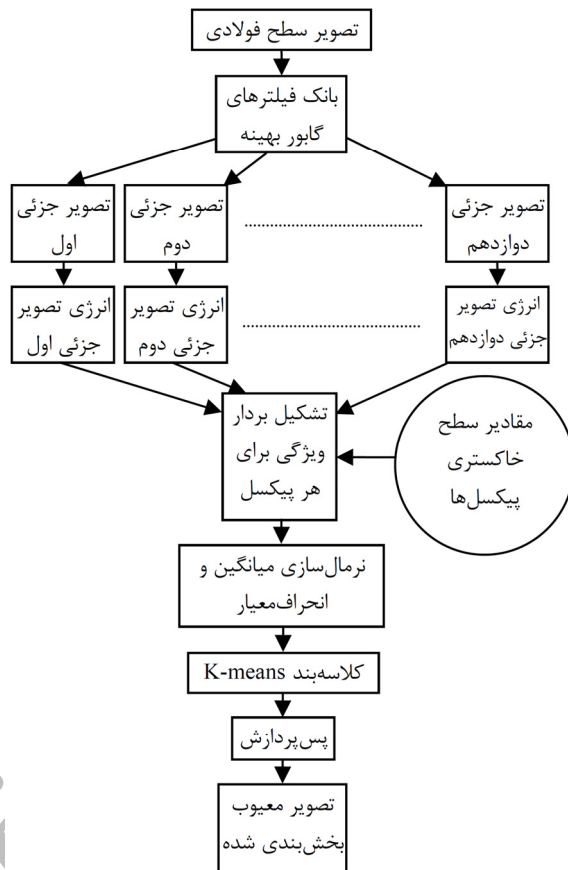 تصویر سطح فولادی
بانک فیلترهای
گابور بهینه
تصویر جزئی
اول
تصویر جزئی
دوم
تصویر جزئی
دوازدهم
انرژی تصویر
جزئی اول
انرژی تصویر
جزئی دوم
انرژی تصویر
جزئی دوازدهم
تشکیل بردار
ویژگی برای
هر پیکسل
مقادیر سطح
خاکستری
پیکسل‌ها
نرمال‌سازی میانگین و
انحراف‌معیار
کلاسه‌بند K-means
پس‌پردازش
تصویر معیوب
بخش‌بندی شده